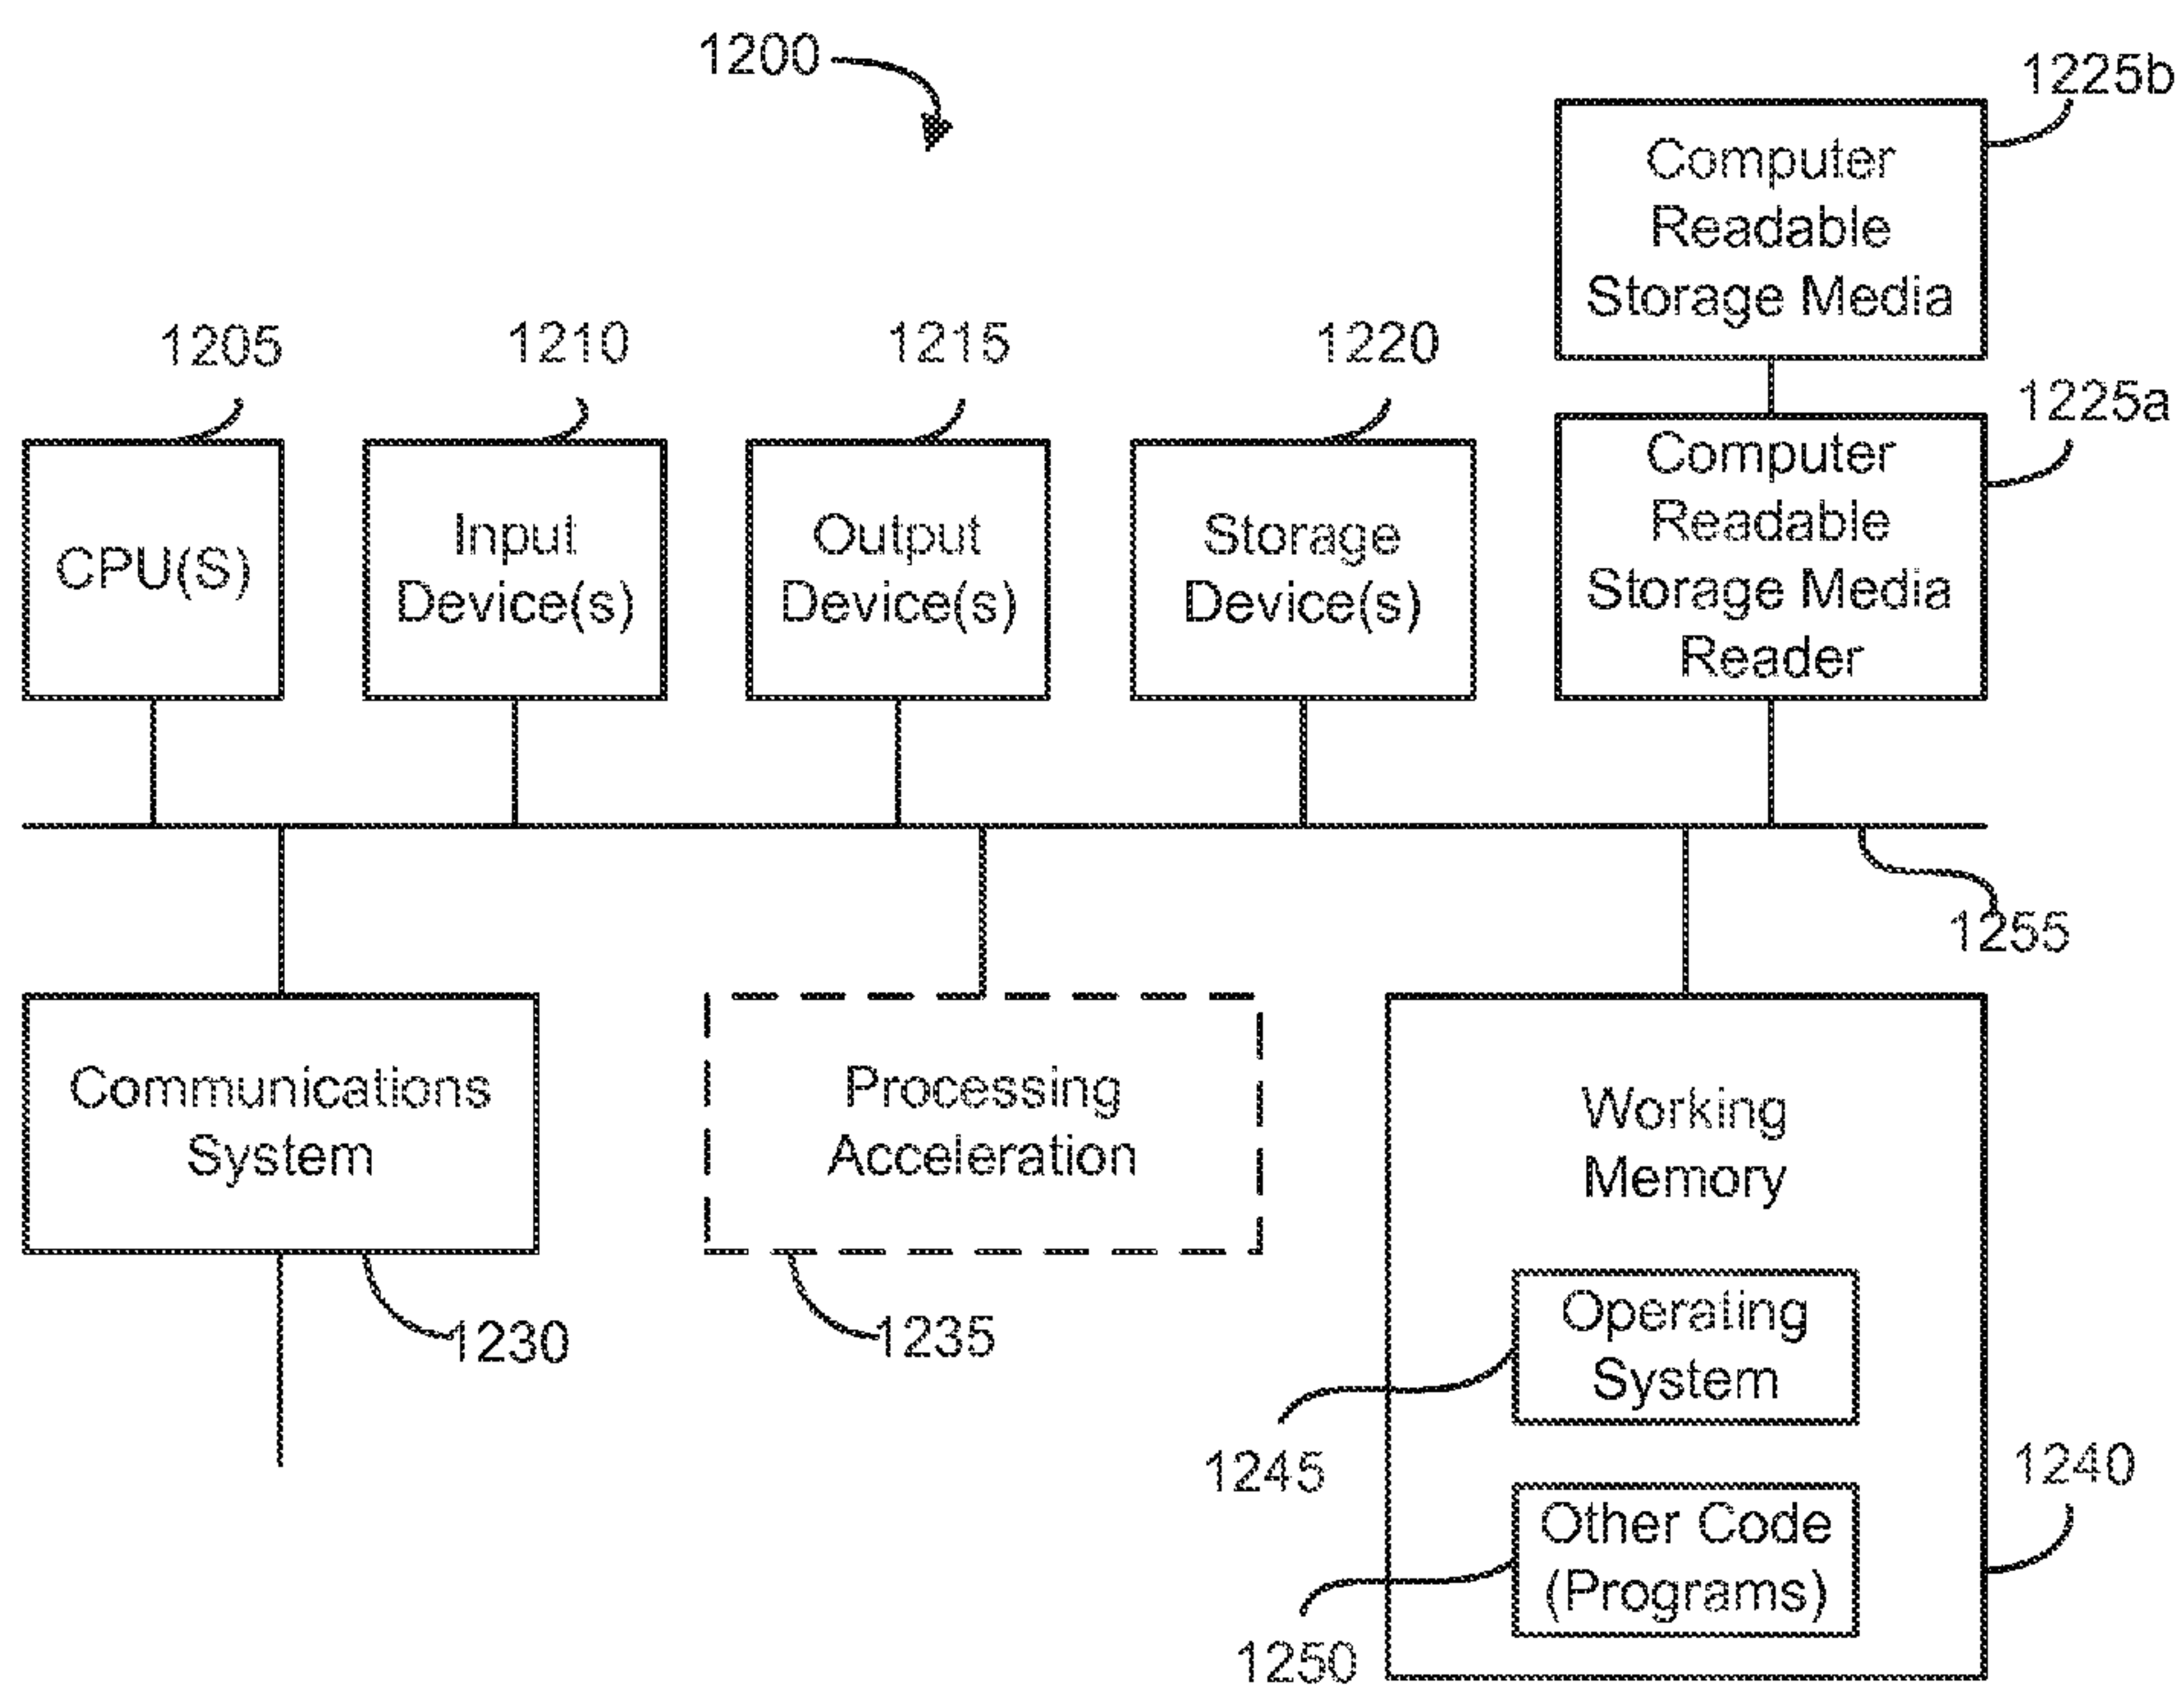 1200
1225b
Computer
Readable
Storage Media
1205
1210
1215
1220
1225a
CPU(S)
Input
Device(s)
Output
Device(s)
Storage
Device(s)
Computer
Readable
Storage Media
Reader
1255
Communications
System
Processing
Acceleration
Working
Memory
1230
1235
Operating
System
1245
1240
Other Code
(Programs)
1250